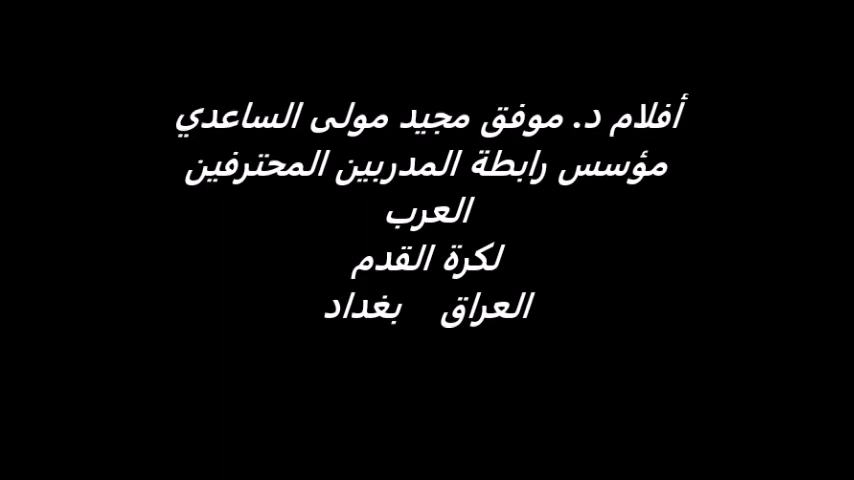 أفلام د. موفق مجيد مولى الساعدي
مؤسس رابطة المدربين المحترفين
العرب
لكرة القدم
العراق بغداد